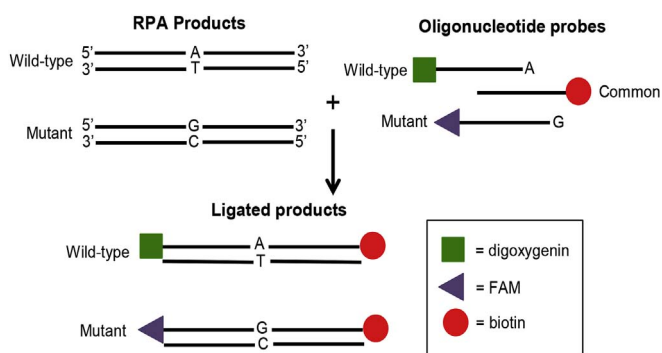 RPA Products
5' A 3'
Wild-type
3' T 5'
5' G 3'
Mutant
3' C 5'
+
Oligonucleotide probes
Wild-type A
Common
Mutant G
Ligated products
Wild-type A
T
Mutant G
C
= digoxygenin
= FAM
= biotin